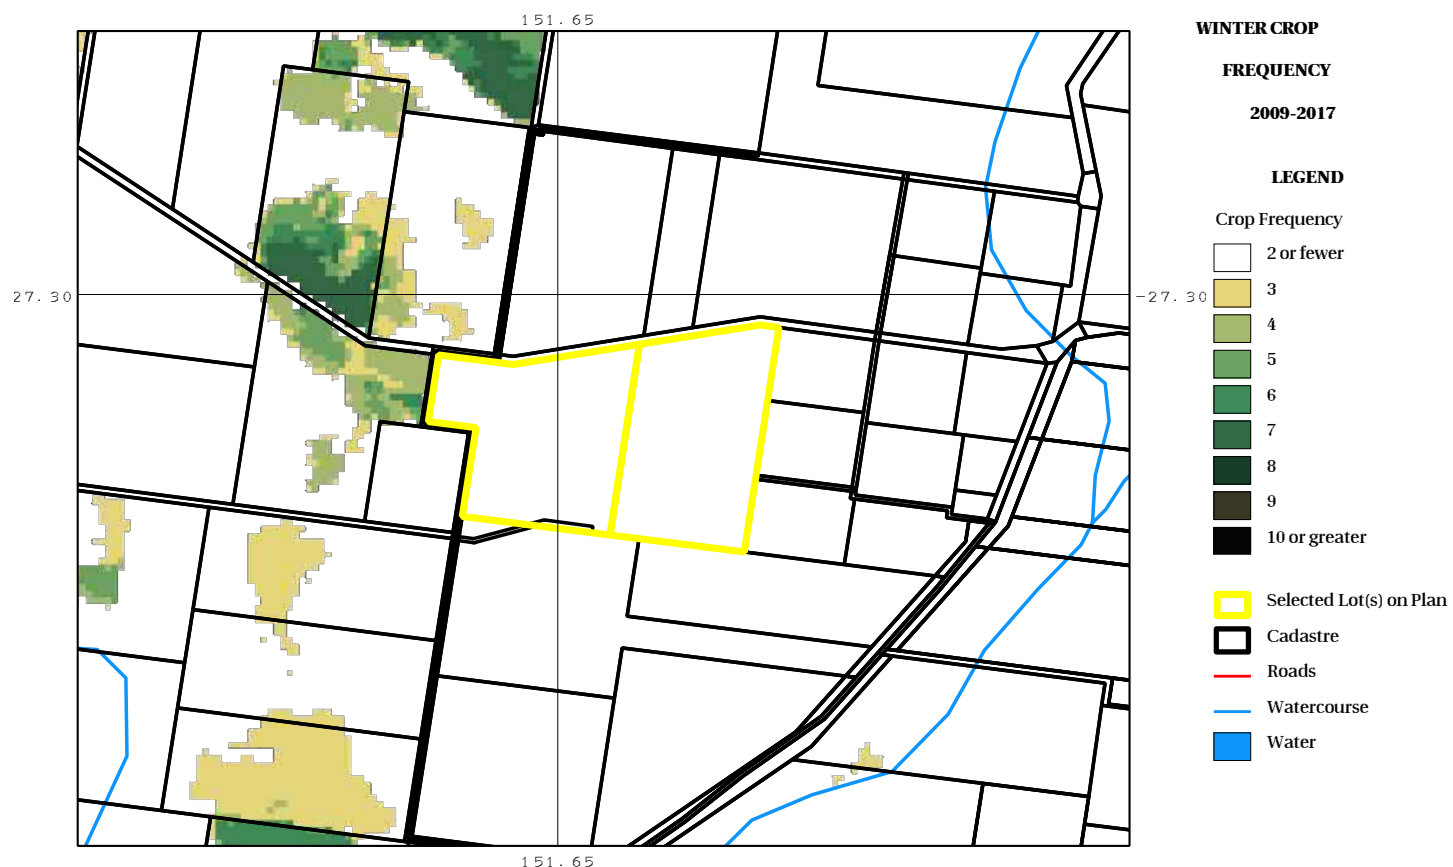 151.65
WINTER CROP
FREQUENCY
2009-2017
LEGEND
Crop Frequency
2 or fewer
27.30
-27.30
3
4
5
6
7
8
9
10 or greater
Selected Lot(s) on Plan
Cadastre
Roads
Watercourse
Water
151.65